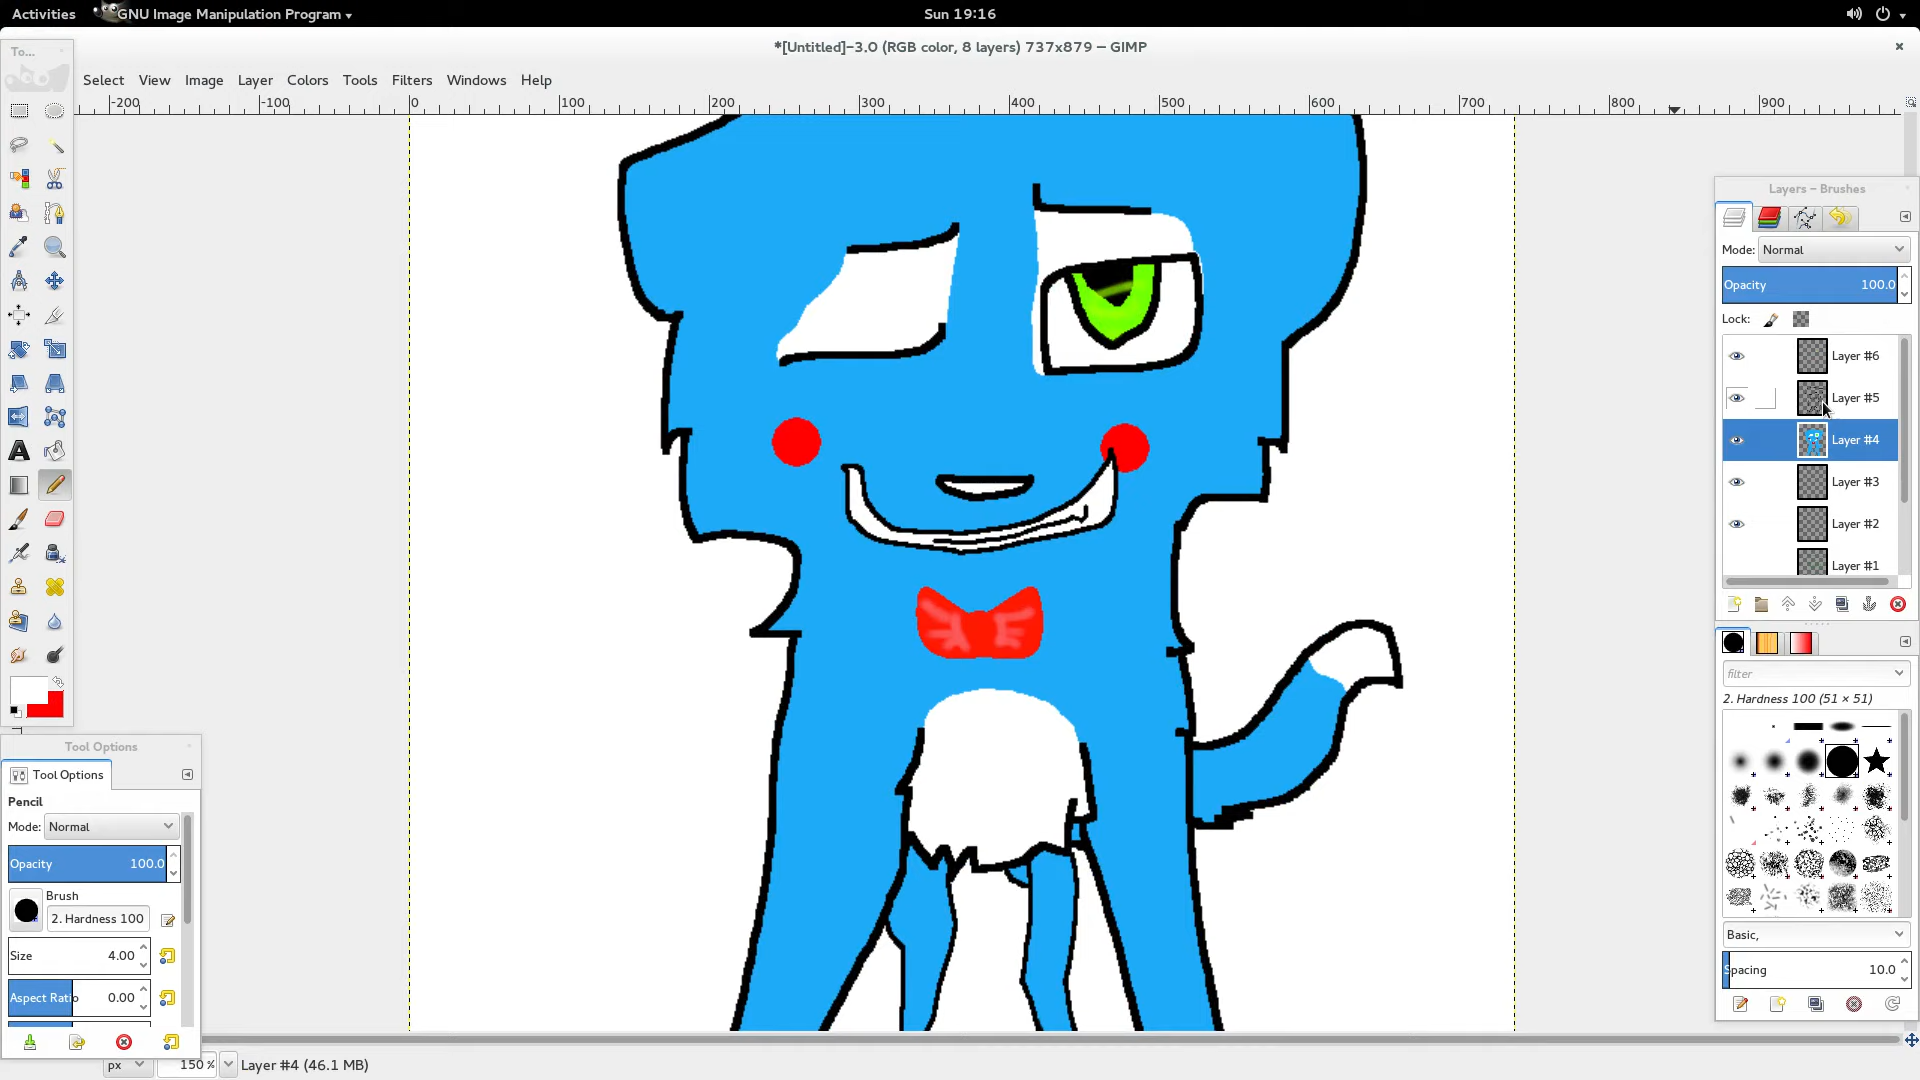 Activities GNU Image Manipulation Program Sun 19:16
*[Untitled]-3.0 (RGB color, 8 layers) 737x879 – GIMP
To...
Select View Image Layer Colors Tools Filters Windows Help
-200 -100 0 100 200 300 400 500 600 700 800 900
Layers – Brushes
Mode: Normal
Opacity 100.0
Lock:
Layer #6
Layer #5
Layer #4
Layer #3
Layer #2
Layer #1
filter
2. Hardness 100 (51 × 51)
Basic,
Spacing 10.0
Tool Options
Tool Options
Pencil
Mode: Normal
Opacity 100.0
Brush
2. Hardness 100
Size 4.00
Aspect Ratio 0.00
px 150 % Layer #4 (46.1 MB)